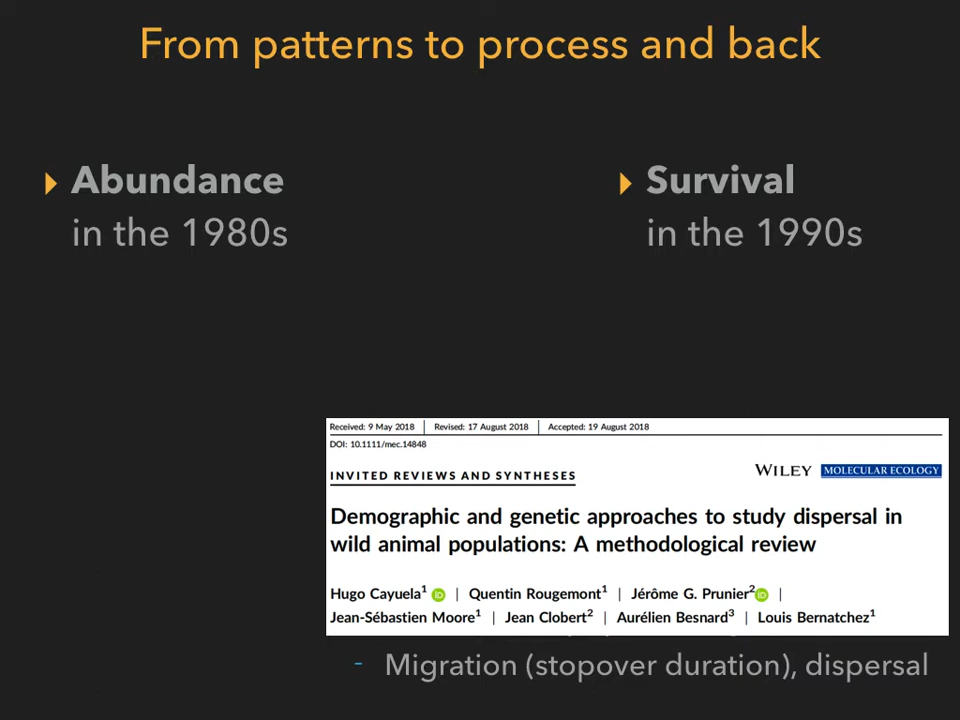 From patterns to process and back
Abundance
in the 1980s
Survival
in the 1990s
Received: 9 May 2018 | Revised: 17 August 2018 | Accepted: 19 August 2018
DOI: 10.1111/mec.14848
INVITED REVIEWS AND SYNTHESES
WILEY MOLECULAR ECOLOGY
Demographic and genetic approaches to study dispersal in
wild animal populations: A methodological review
Hugo Cayuela1 iD | Quentin Rougemont1 | Jérôme G. Prunier2 iD |
Jean-Sébastien Moore1 | Jean Clobert2 | Aurélien Besnard3 | Louis Bernatchez1
- Migration (stopover duration), dispersal